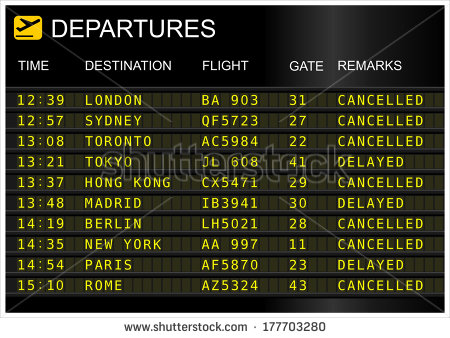 DEPARTURES
TIME DESTINATION FLIGHT GATE REMARKS
12:39 LONDON BA 903 31 CANCELLED
12:57 SYDNEY QF5723 27 CANCELLED
13:08 TORONTO AC5984 22 CANCELLED
13:21 TOKYO JL 608 41 DELAYED
shutterstock
13:37 HONG KONG CX5471 29 CANCELLED
13:48 MADRID IB3941 30 DELAYED
14:19 BERLIN LH5021 28 CANCELLED
14:35 NEW YORK AA 997 11 CANCELLED
14:54 PARIS AF5870 23 DELAYED
15:10 ROME AZ5324 43 CANCELLED
www.shutterstock.com · 177703280